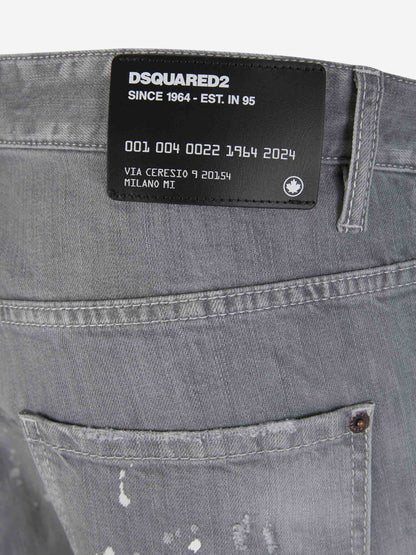 DSQUARED2
SINCE 1964 - EST. IN 95
001 004 0022 1964 2024
VIA CERESIO 9 20154
MILANO MI